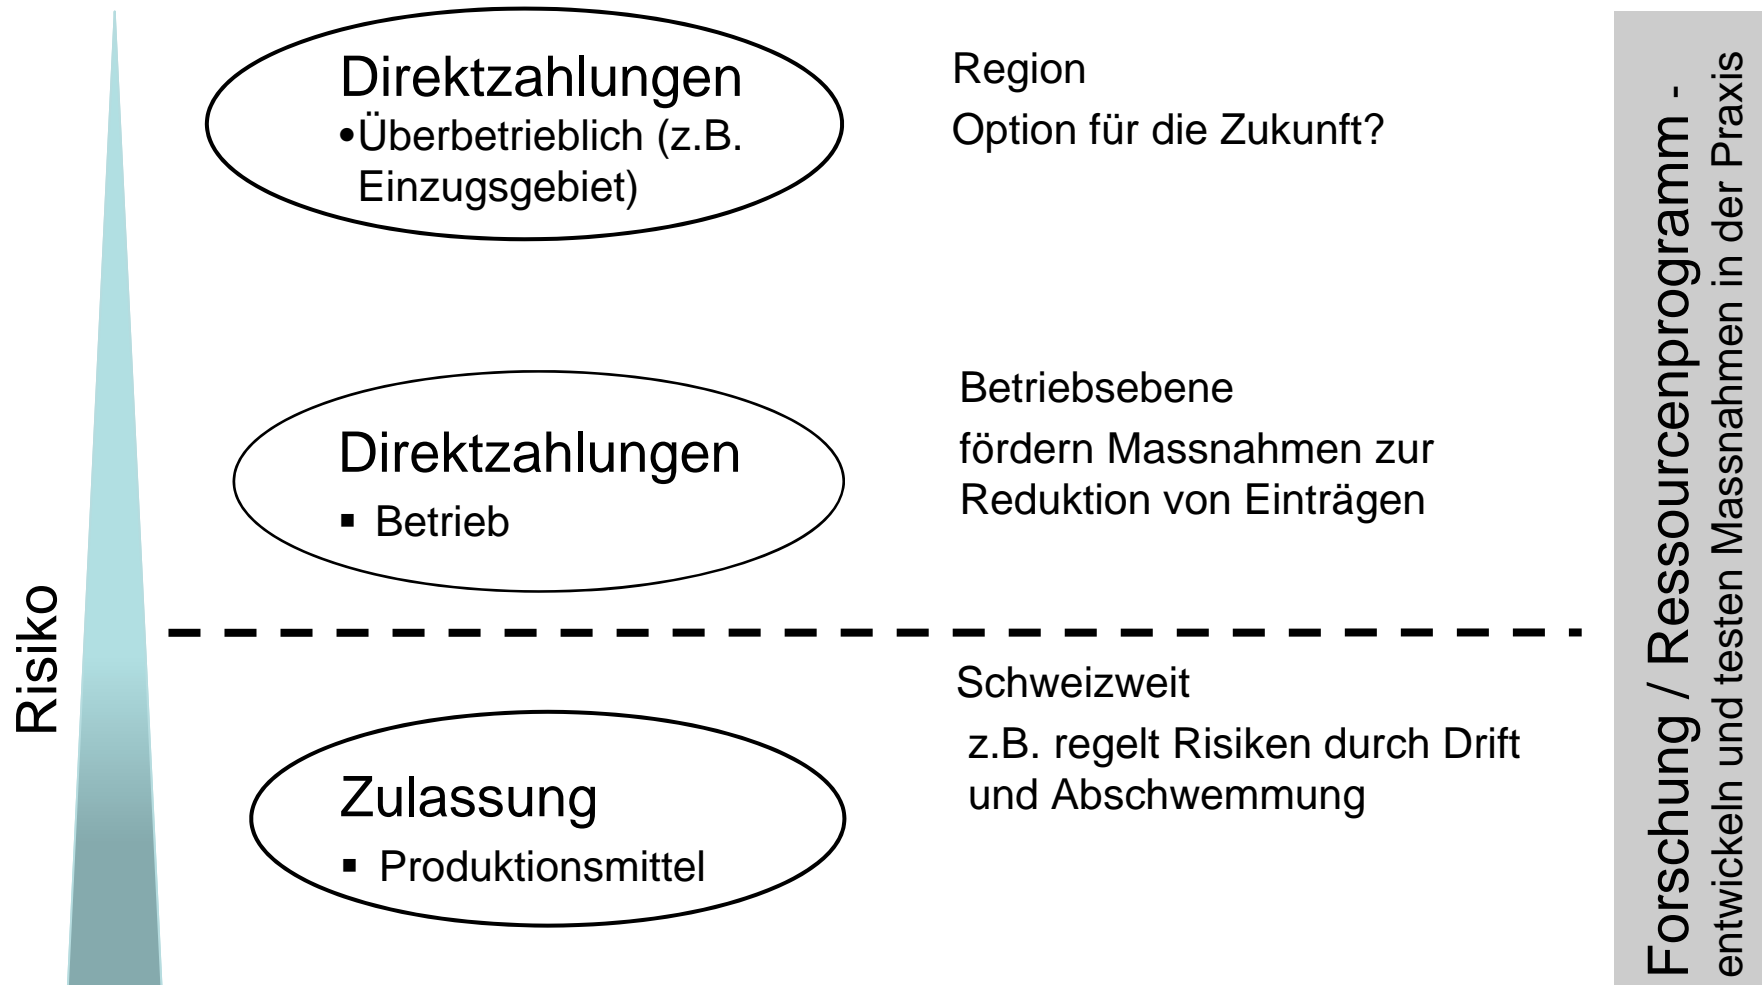 Direktzahlungen
•Überbetrieblich (z.B.
Einzugsgebiet)
Region
Option für die Zukunft?
Direktzahlungen
▪ Betrieb
Betriebsebene
fördern Massnahmen zur
Reduktion von Einträgen
Risiko
Zulassung
▪ Produktionsmittel
Schweizweit
z.B. regelt Risiken durch Drift
und Abschwemmung
Forschung / Ressourcenprogramm -
entwickeln und testen Massnahmen in der Praxis